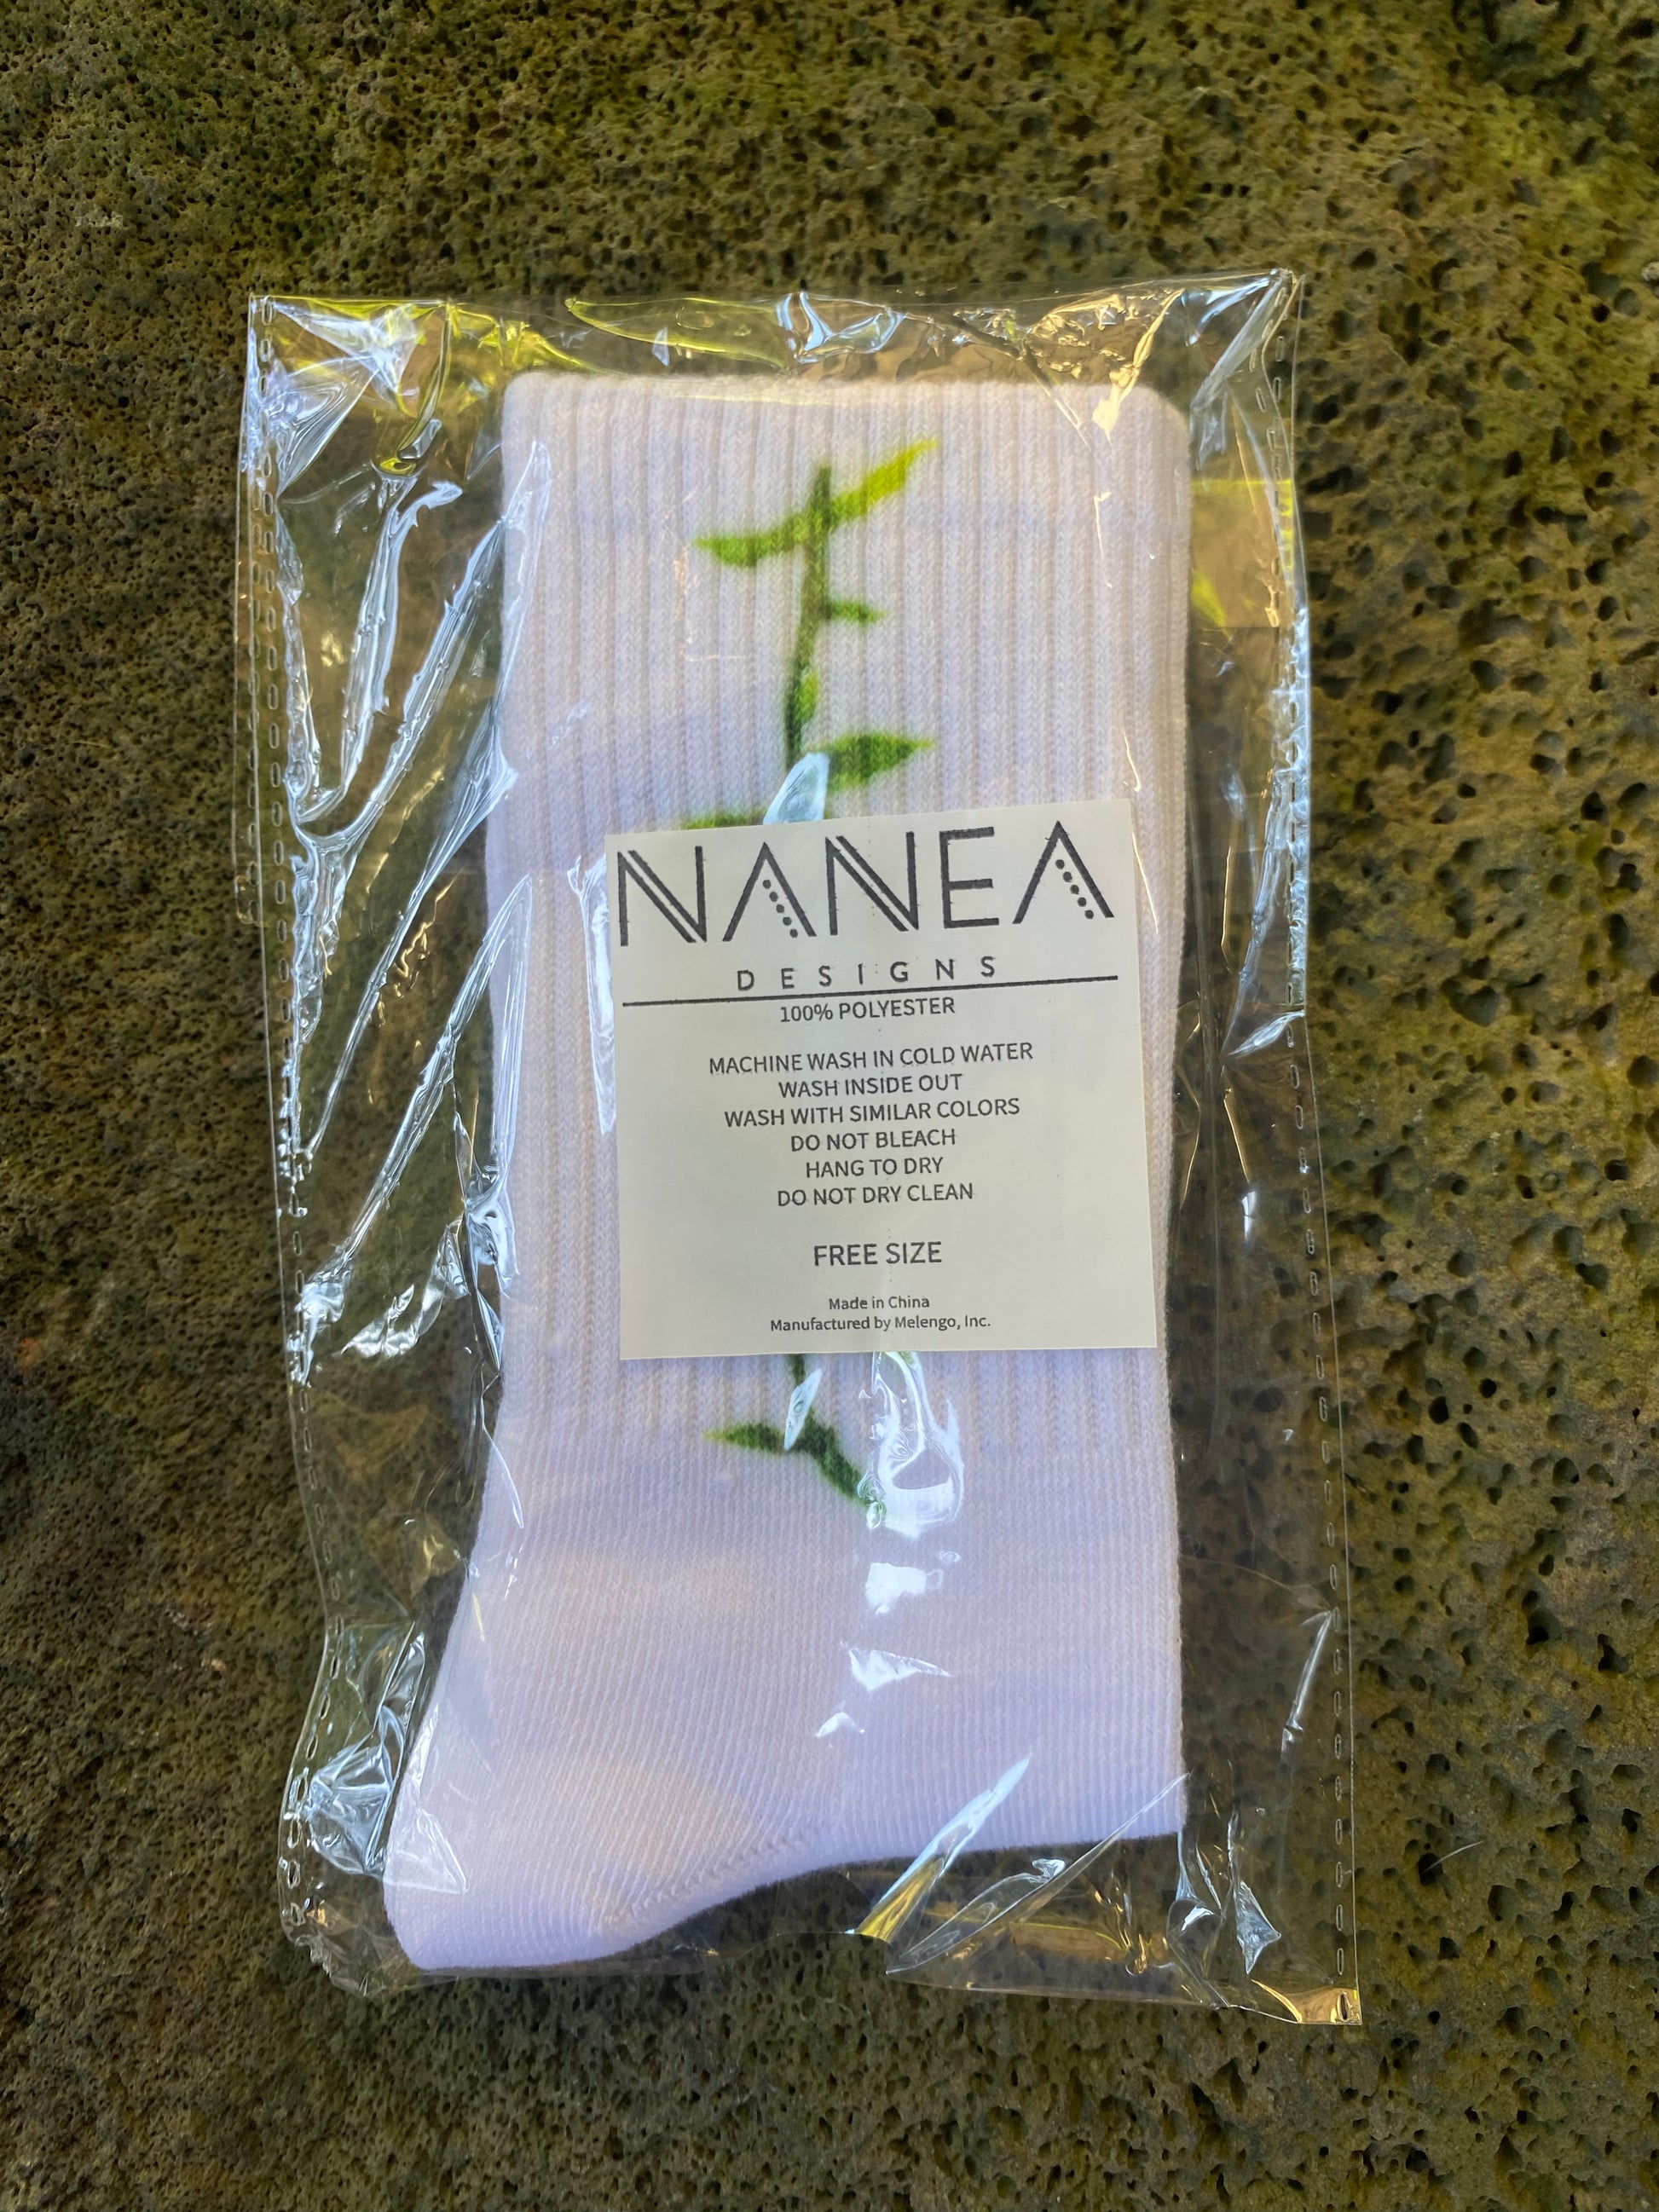 NANEA
DESIGNS
100% POLYESTER
MACHINE WASH IN COLD WATER
WASH INSIDE OUT
WASH WITH SIMILAR COLORS
DO NOT BLEACH
HANG TO DRY
DO NOT DRY CLEAN
FREE SIZE
Made in China
Manufactured by Melengo, Inc.